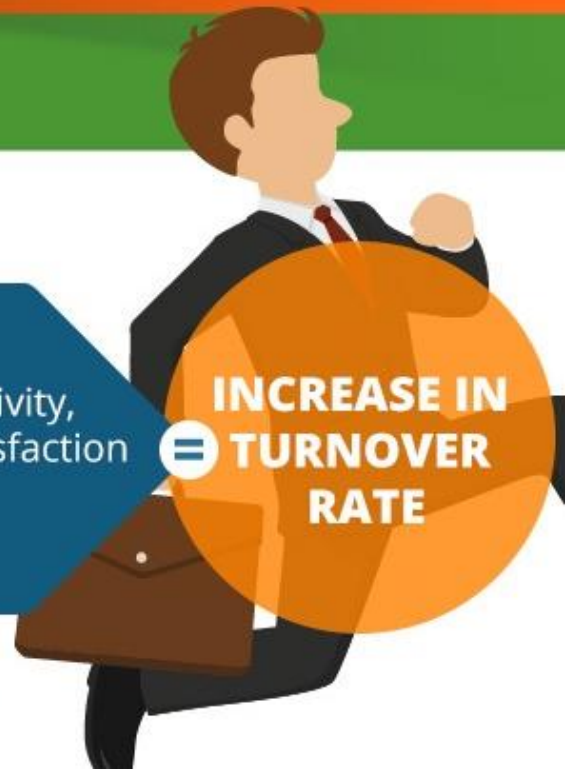 ivity,
sfaction
=
INCREASE IN
TURNOVER
RATE